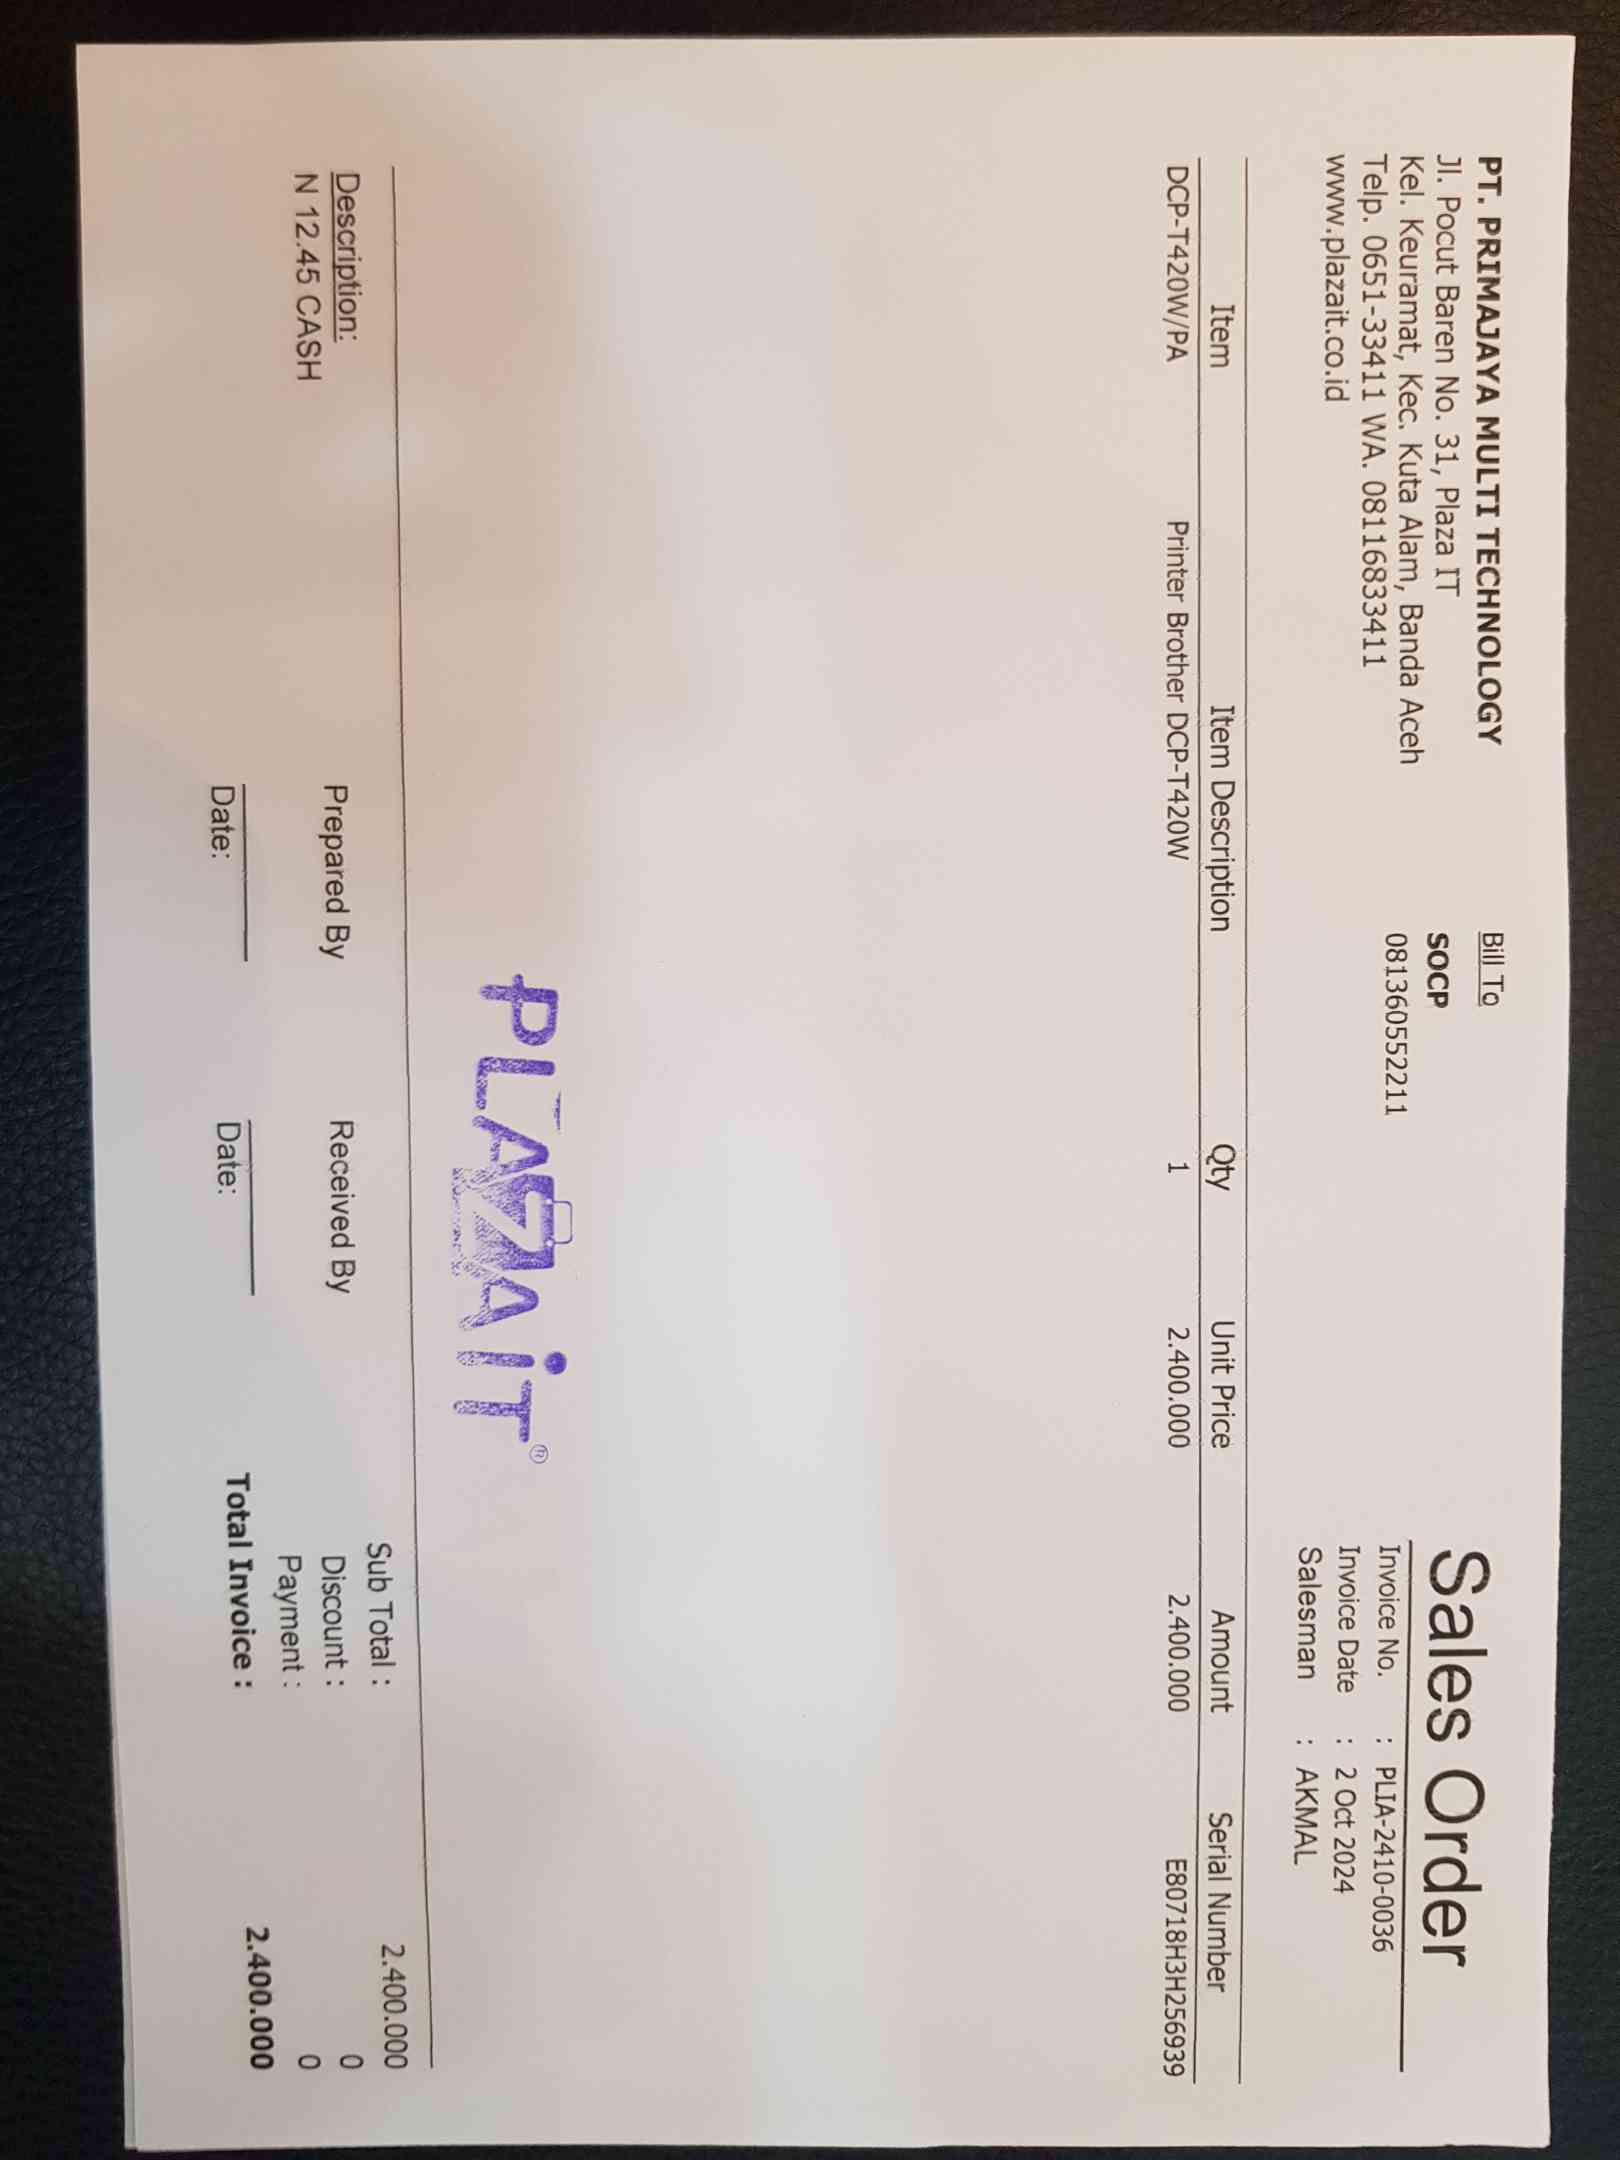 PT. PRIMAJAYA MULTI TECHNOLOGY
Jl. Pocut Baren No. 31, Plaza IT
Kel. Keuramat, Kec. Kuta Alam, Banda Aceh
Telp. 0651-33411 WA. 08116833411
www.plazait.co.id
Bill To
SOCP
081360552211
Sales Order
Invoice No. : PLIA-2410-0036
Invoice Date : 2 Oct 2024
Salesman : AKMAL
Item Item Description Qty Unit Price Amount Serial Number
DCP-T420W/PA Printer Brother DCP-T420W 1 2.400.000 2.400.000 E80718H3H256939
PLAZA iT ®
Description:
N 12.45 CASH
Prepared By
Date:
Received By
Date:
Sub Total : 2.400.000
Discount : 0
Payment : 0
Total Invoice : 2.400.000